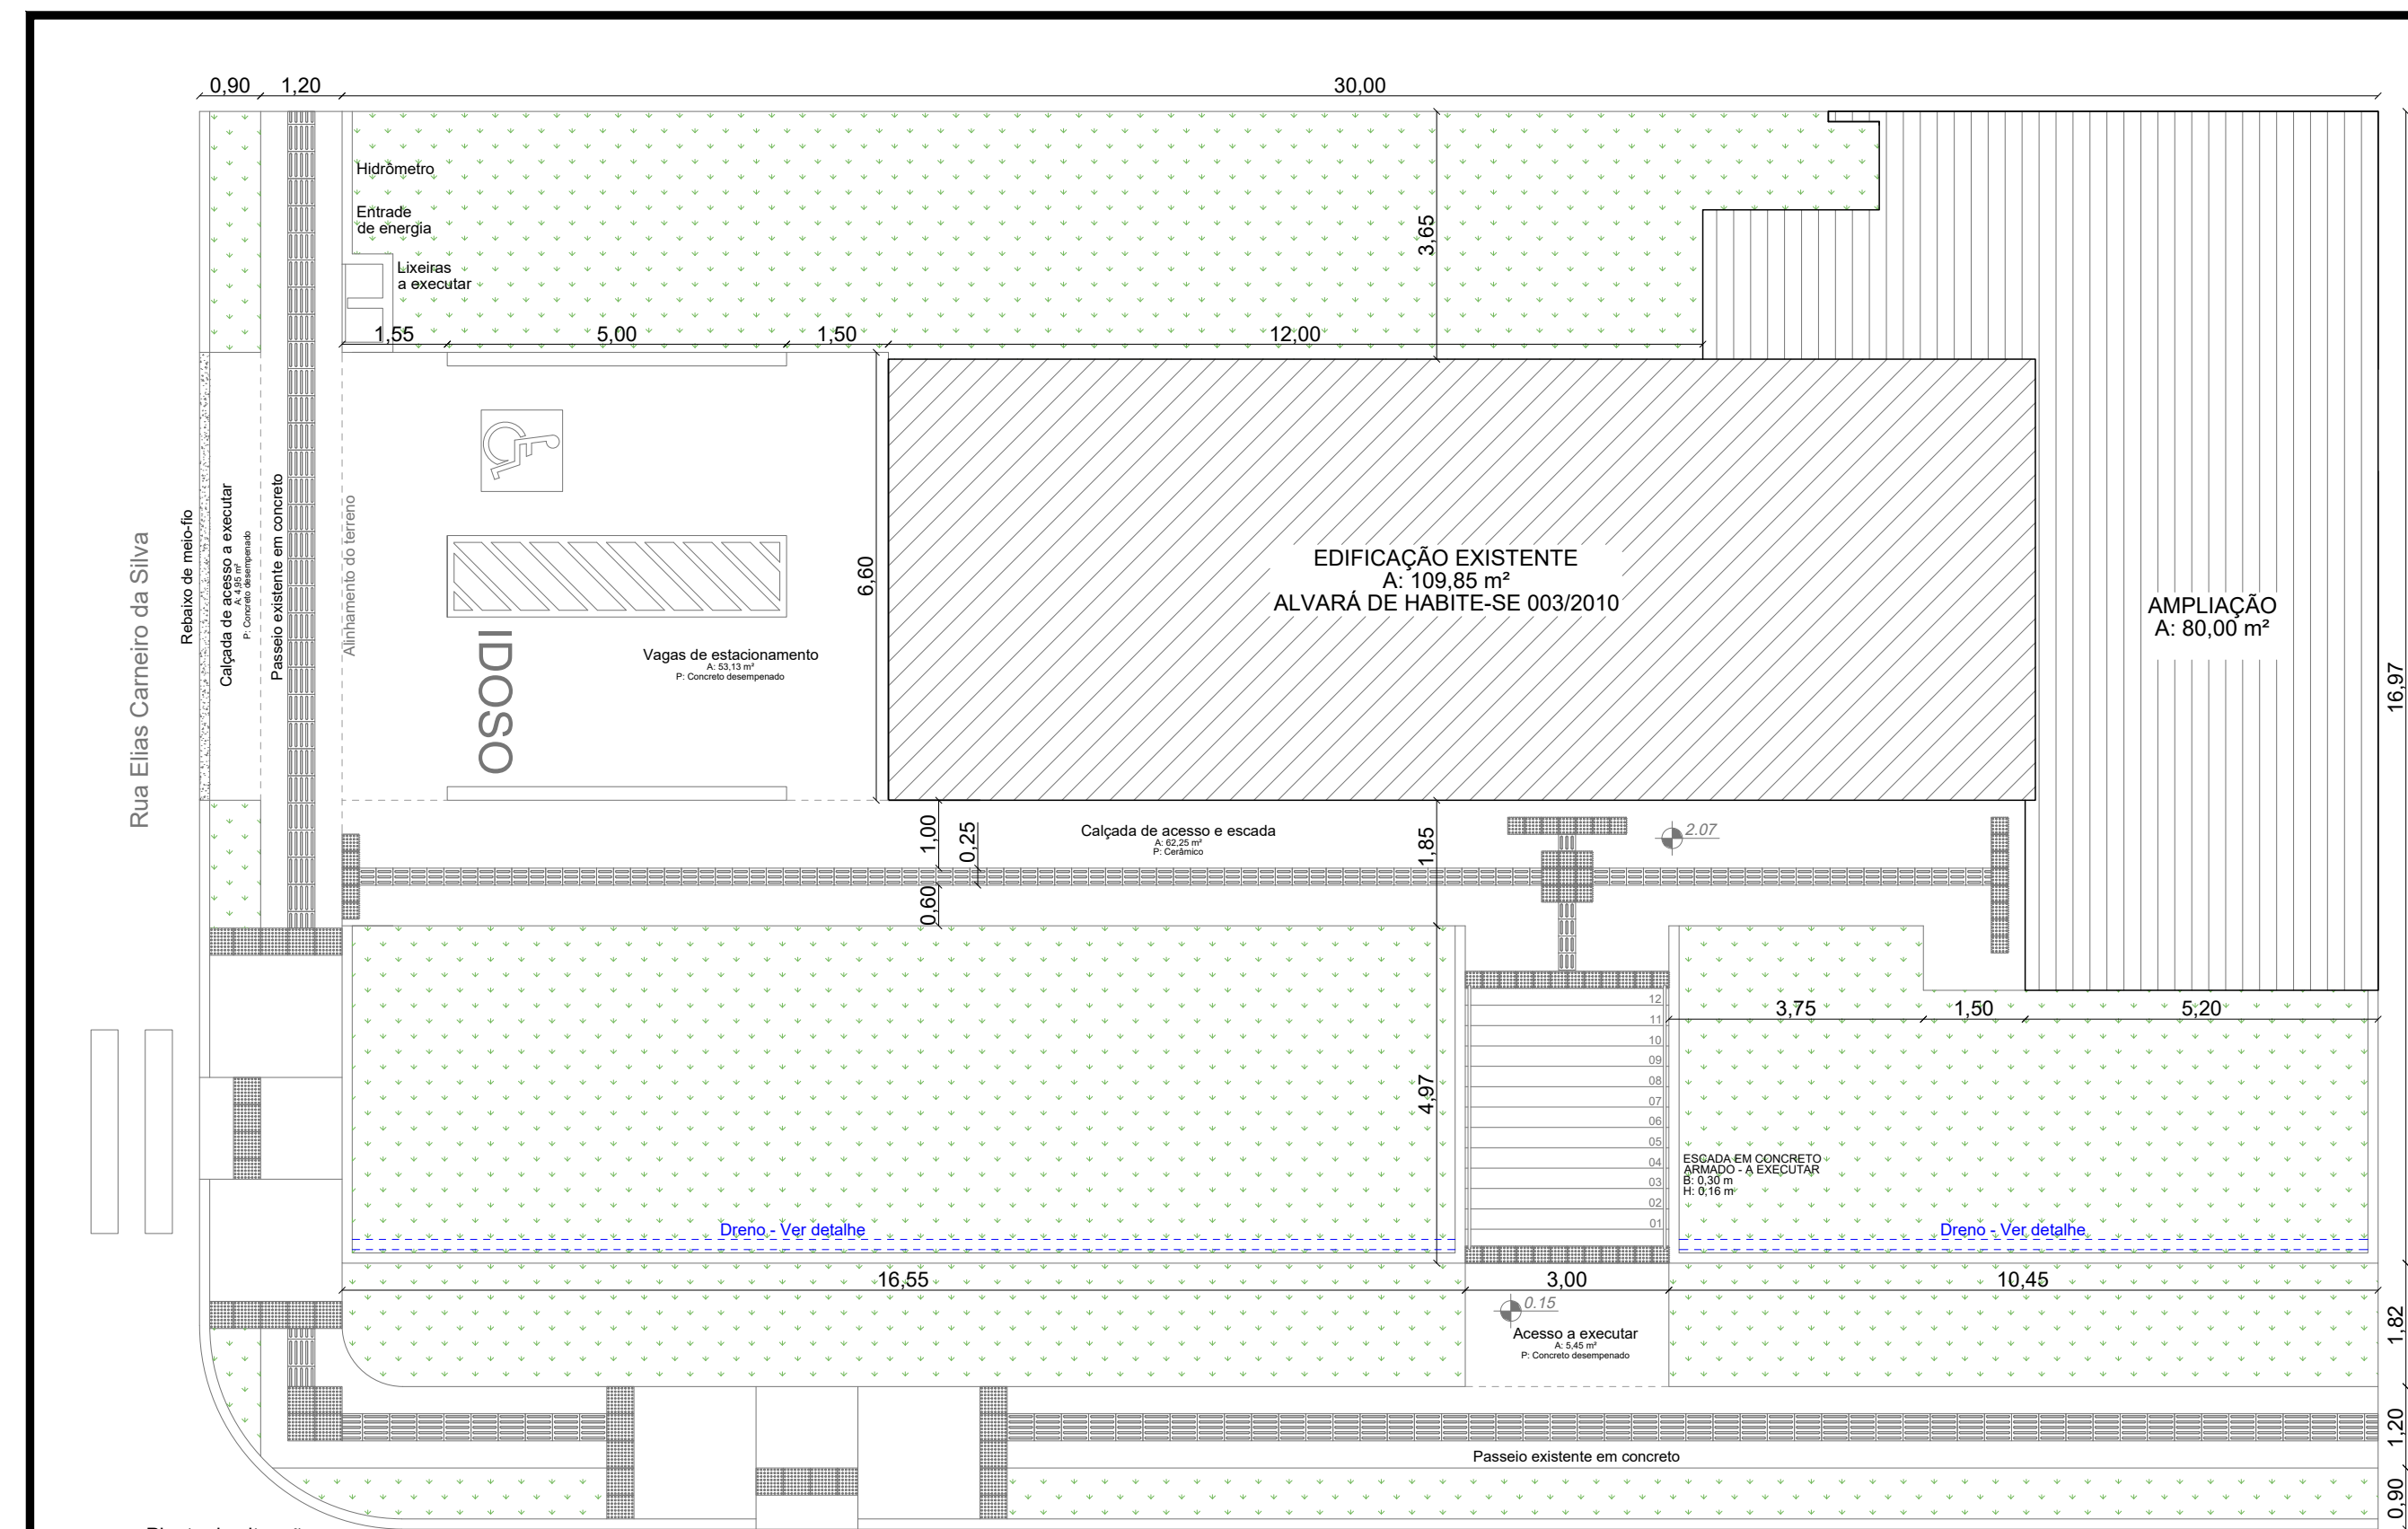 0,90
1,20
30,00
Hidrômetro
Entrade
de energia
Lixeiras
a executar
3,65
1,55
5,00
1,50
12,00
Rua Elias Carneiro da Silva
Rebaixo de meio-fio
Calçada de acesso a executar
A: 4,95 m²
P: Concreto desempenado
Passeio existente em concreto
Alinhamento do terreno
IDOSO
Vagas de estacionamento
A: 53,13 m²
P: Concreto desempenado
6,60
EDIFICAÇÃO EXISTENTE
A: 109,85 m²
ALVARÁ DE HABITE-SE 003/2010
AMPLIAÇÃO
A: 80,00 m²
16,97
1,00
0,25
0,60
Calçada de acesso e escada
A: 62,25 m²
P: Cerâmico
1,85
2.07
3,75
1,50
5,20
12
11
10
09
08
07
06
05
04
03
02
01
4,97
ESCADA EM CONCRETO
ARMADO - A EXECUTAR
B: 0,30 m
H: 0,16 m
Dreno - Ver detalhe
Dreno - Ver detalhe
16,55
3,00
10,45
0.15
Acesso a executar
A: 5,45 m²
P: Concreto desempenado
1,82
1,20
Passeio existente em concreto
0,90